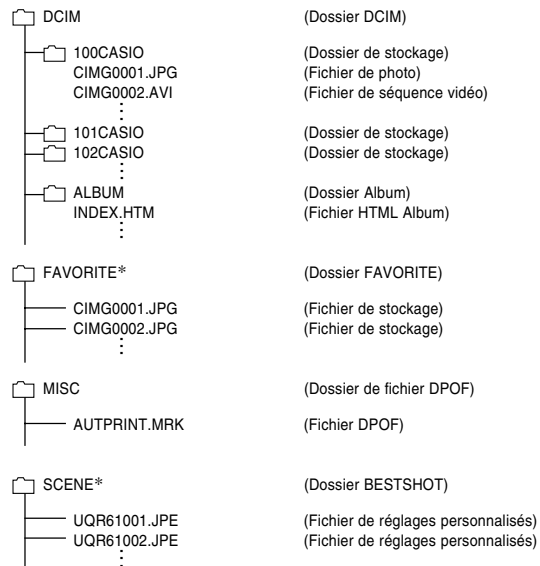 DCIM (Dossier DCIM)
100CASIO (Dossier de stockage)
CIMG0001.JPG (Fichier de photo)
CIMG0002.AVI (Fichier de séquence vidéo)
101CASIO (Dossier de stockage)
102CASIO (Dossier de stockage)
ALBUM (Dossier Album)
INDEX.HTM (Fichier HTML Album)
FAVORITE* (Dossier FAVORITE)
CIMG0001.JPG (Fichier de stockage)
CIMG0002.JPG (Fichier de stockage)
MISC (Dossier de fichier DPOF)
AUTPRINT.MRK (Fichier DPOF)
SCENE* (Dossier BESTSHOT)
UQR61001.JPE (Fichier de réglages personnalisés)
UQR61002.JPE (Fichier de réglages personnalisés)